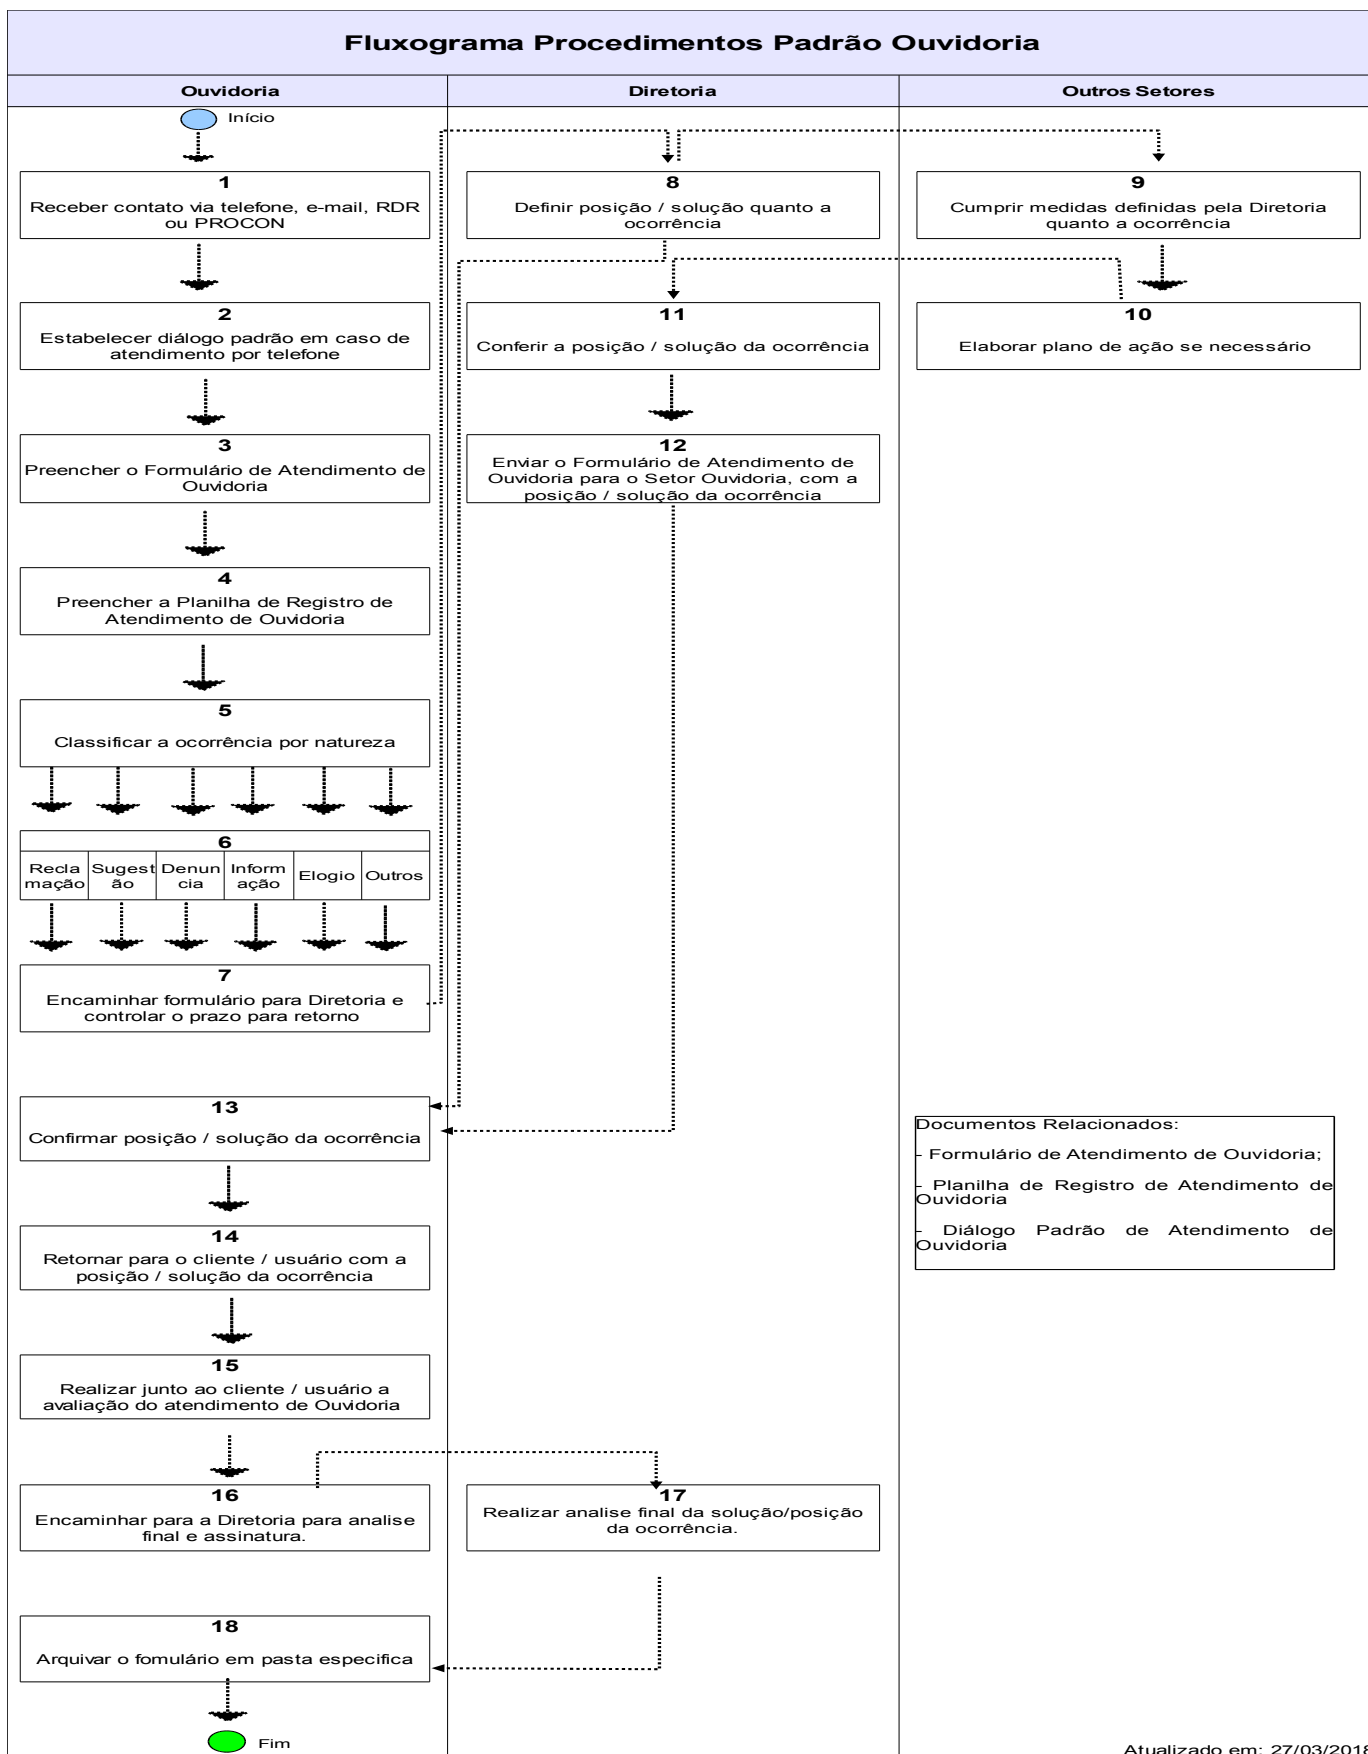 Fluxograma Procedimentos Padrão Ouvidoria
Ouvidoria
Diretoria
Outros Setores
Início
1
Receber contato via telefone, e-mail, RDR
ou PROCON
8
Definir posição / solução quanto a
ocorrência
9
Cumprir medidas definidas pela Diretoria
quanto a ocorrência
2
Estabelecer diálogo padrão em caso de
atendimento por telefone
11
Conferir a posição / solução da ocorrência
10
Elaborar plano de ação se necessário
3
Preencher o Formulário de Atendimento de
Ouvidoria
12
Enviar o Formulário de Atendimento de
Ouvidoria para o Setor Ouvidoria, com a
posição / solução da ocorrência
4
Preencher a Planilha de Registro de
Atendimento de Ouvidoria
5
Classificar a ocorrência por natureza
6
Recla
mação
Sugest
ão
Denun
cia
Inform
ação
Elogio
Outros
7
Encaminhar formulário para Diretoria e
controlar o prazo para retorno
13
Confirmar posição / solução da ocorrência
Documentos Relacionados:
- Formulário de Atendimento de Ouvidoria;
- Planilha de Registro de Atendimento de
Ouvidoria
- Diálogo Padrão de Atendimento de
Ouvidoria
14
Retornar para o cliente / usuário com a
posição / solução da ocorrência
15
Realizar junto ao cliente / usuário a
avaliação do atendimento de Ouvidoria
16
Encaminhar para a Diretoria para analise
final e assinatura.
17
Realizar analise final da solução/posição
da ocorrência.
18
Arquivar o fomulário em pasta especifica
Fim
Atualizado em: 27/03/2018